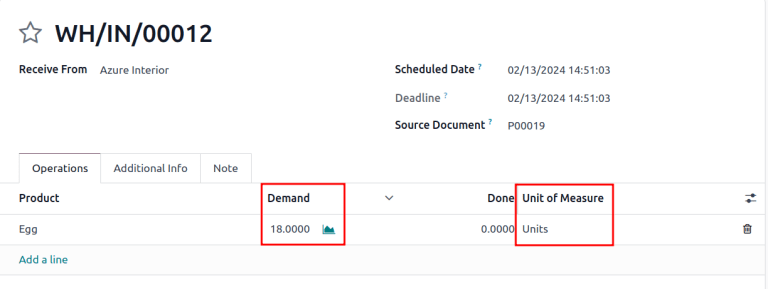 WH/IN/00012
Receive From Azure Interior Scheduled Date ? 02/13/2024 14:51:03
Deadline ? 02/13/2024 14:51:03
Source Document ? P00019
Operations Additional Info Note
Product Demand Done Unit of Measure
Egg 18.0000 0.0000 Units
Add a line